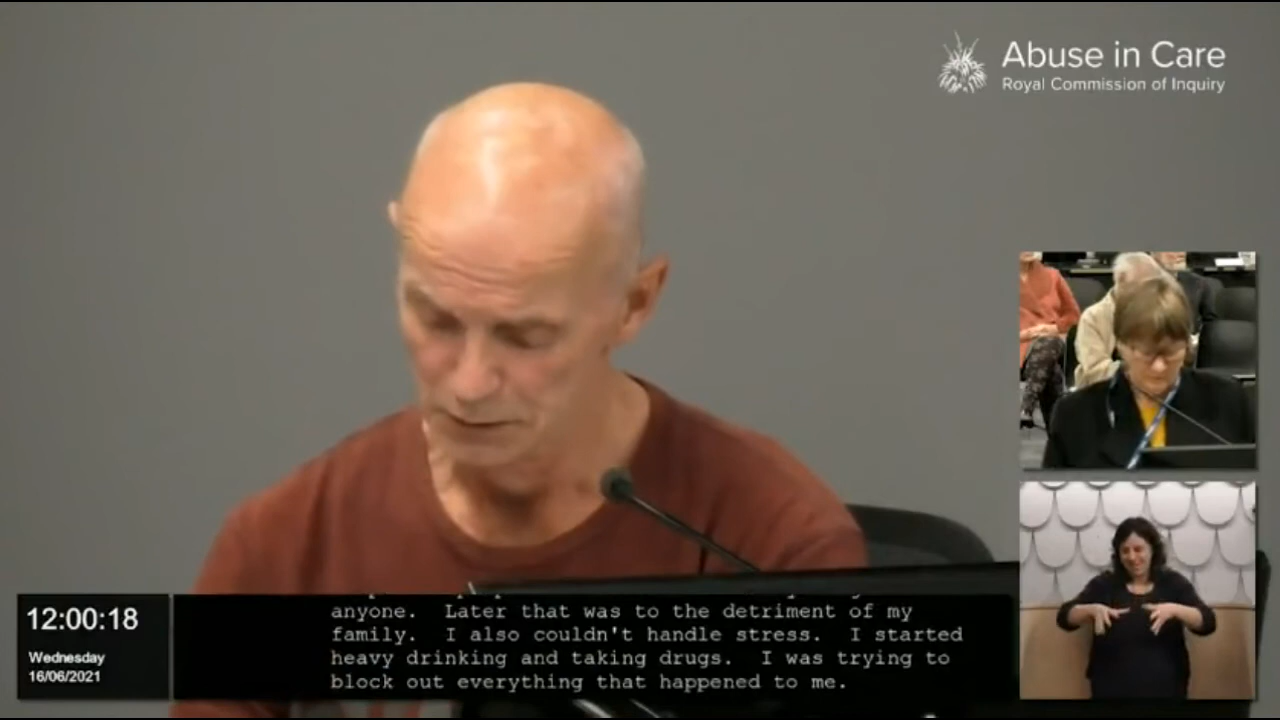 Abuse in Care
Royal Commission of Inquiry
12:00:18
Wednesday
16/06/2021
anyone.  Later that was to the detriment of my
family.  I also couldn't handle stress.  I started
heavy drinking and taking drugs.  I was trying to
block out everything that happened to me.